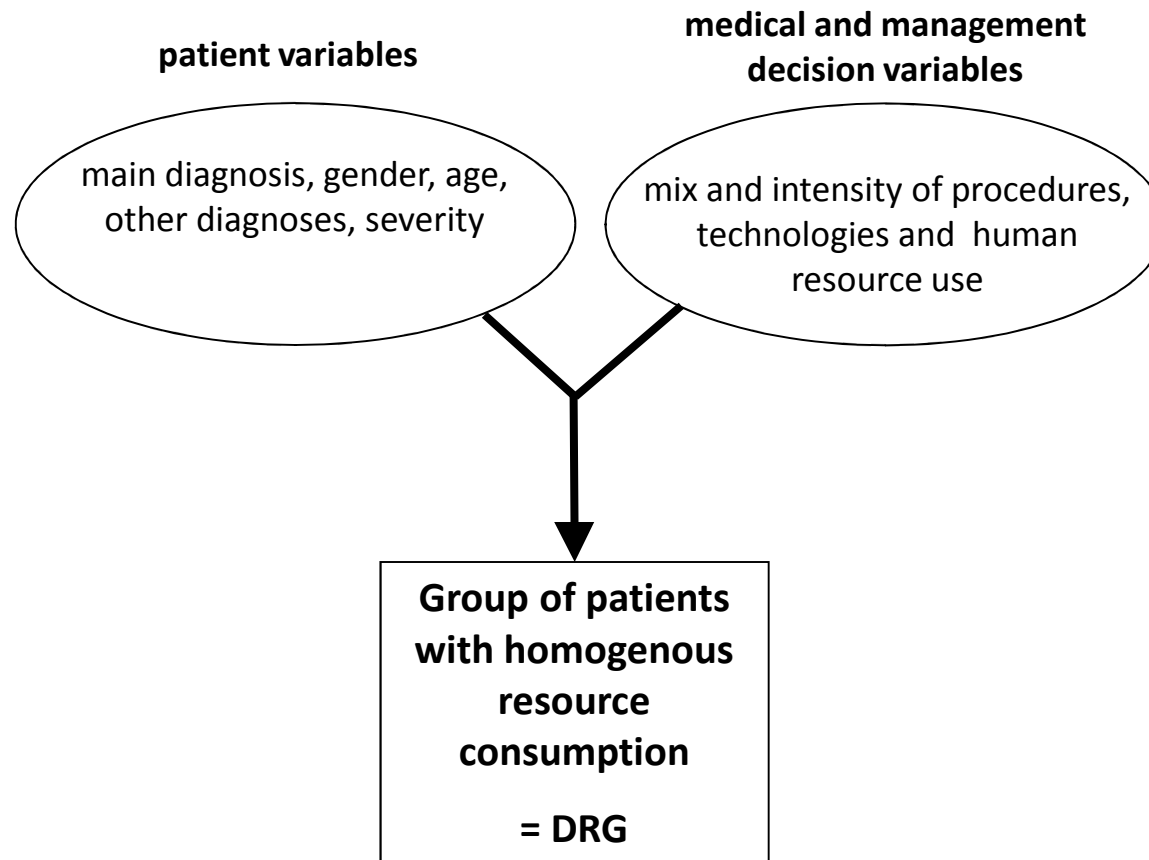 patient variables
medical and management
decision variables
main diagnosis, gender, age,
other diagnoses, severity
mix and intensity of procedures,
technologies and  human
resource use
Group of patients
with homogenous
resource
consumption
= DRG